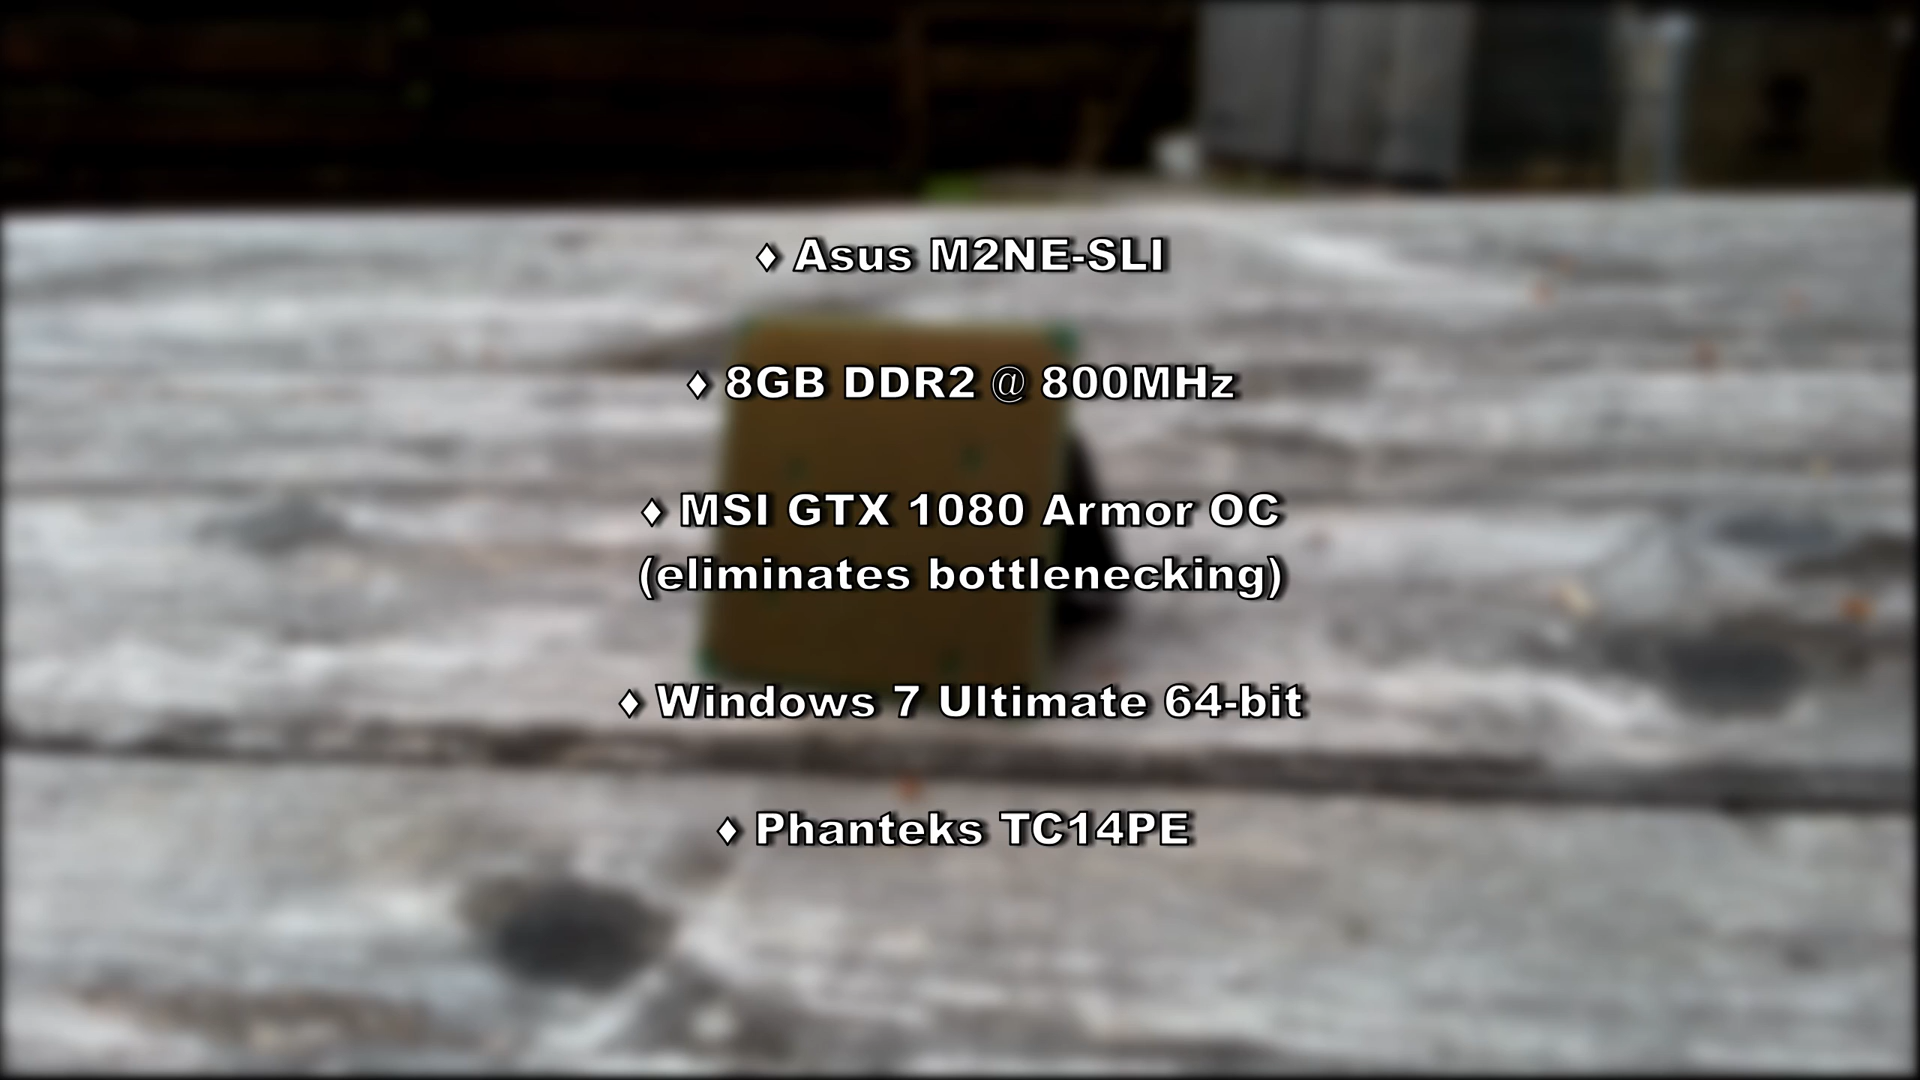 ♦ Asus M2NE-SLI
♦ 8GB DDR2 @ 800MHz
♦ MSI GTX 1080 Armor OC
(eliminates bottlenecking)
♦ Windows 7 Ultimate 64-bit
♦ Phanteks TC14PE